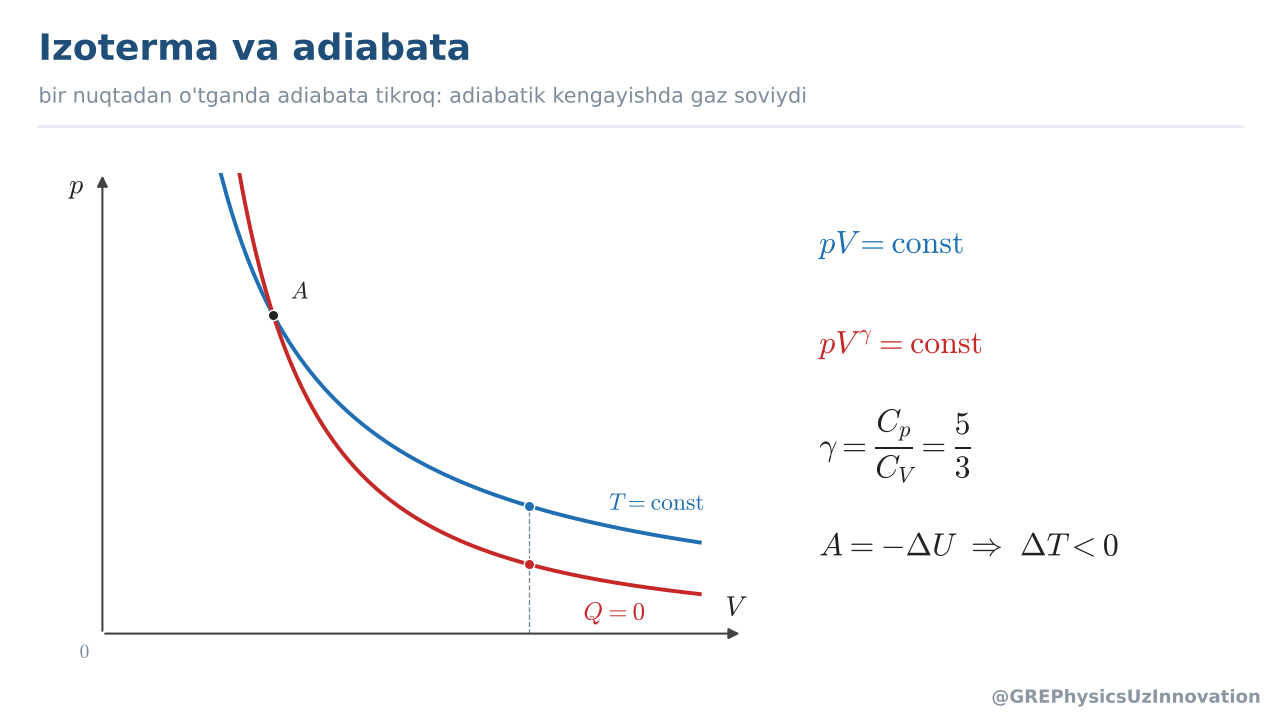 Izoterma va adiabata
bir nuqtadan o'tganda adiabata tikroq: adiabatik kengayishda gaz soviydi
p
A
T = const
Q = 0
V
0
pV = const
pV^γ = const
γ = C_p/C_V = 5/3
A = −ΔU ⇒ ΔT < 0
@GREPhysicsUzInnovation